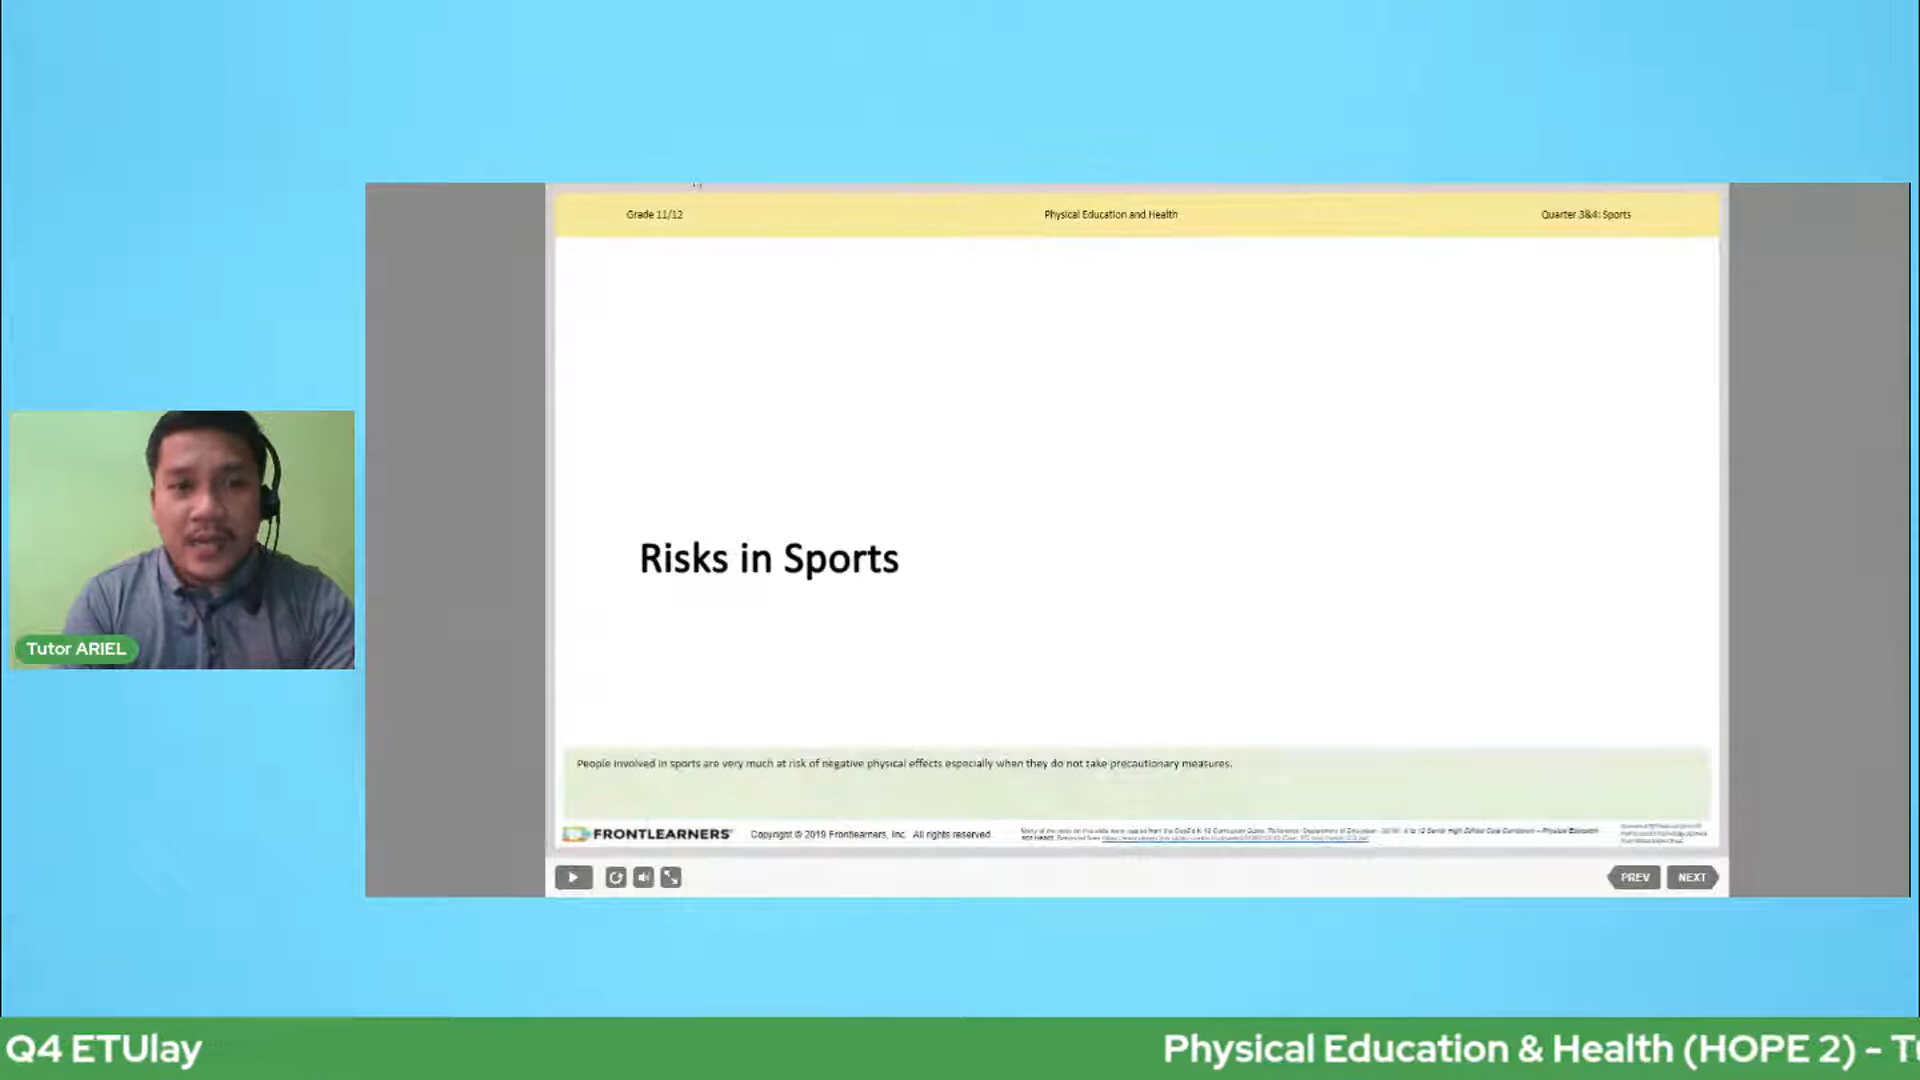 Grade 11/12
Physical Education and Health
Quarter 3&4: Sports
Risks in Sports
Tutor ARIEL
People involved in sports are very much at risk of negative physical effects especially when they do not take precautionary measures.
FRONTLEARNERS
Copyright © 2019 Frontlearners, Inc. All rights reserved
PREV
NEXT
Q4 ETUlay
Physical Education & Health (HOPE 2) - Tu